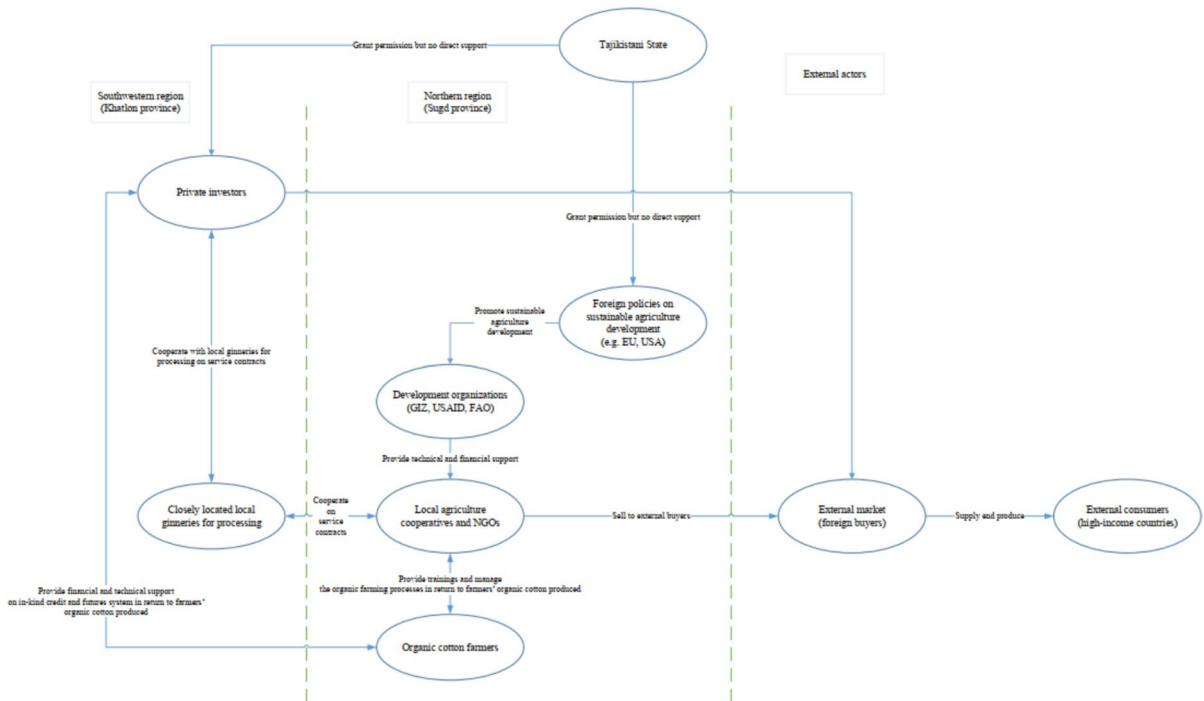 Tajikistani State
Grant permission but no direct support
External actors
Southwestern region
(Khatlon province)
Northern region
(Sugd province)
Private investors
Grant permission but no direct support
Foreign policies on
sustainable agriculture
development
(e.g. EU, USA)
Promote sustainable
agriculture
development
Cooperate with local ginneries for
processing on service contracts
Development organizations
(GIZ, USAID, FAO)
Provide technical and financial support
Closely located local
ginneries for processing
Cooperate
on
service
contracts
Local agriculture
cooperatives and NGOs
Sell to external buyers
External market
(foreign buyers)
Supply end produce
External consumers
(high-income countries)
Provide trainings and manage
the organic farming processes in return to farmers' organic cotton produced
Provide financial and technical support
on in-kind credit and futures system in return to farmers'
organic cotton produced
Organic cotton farmers